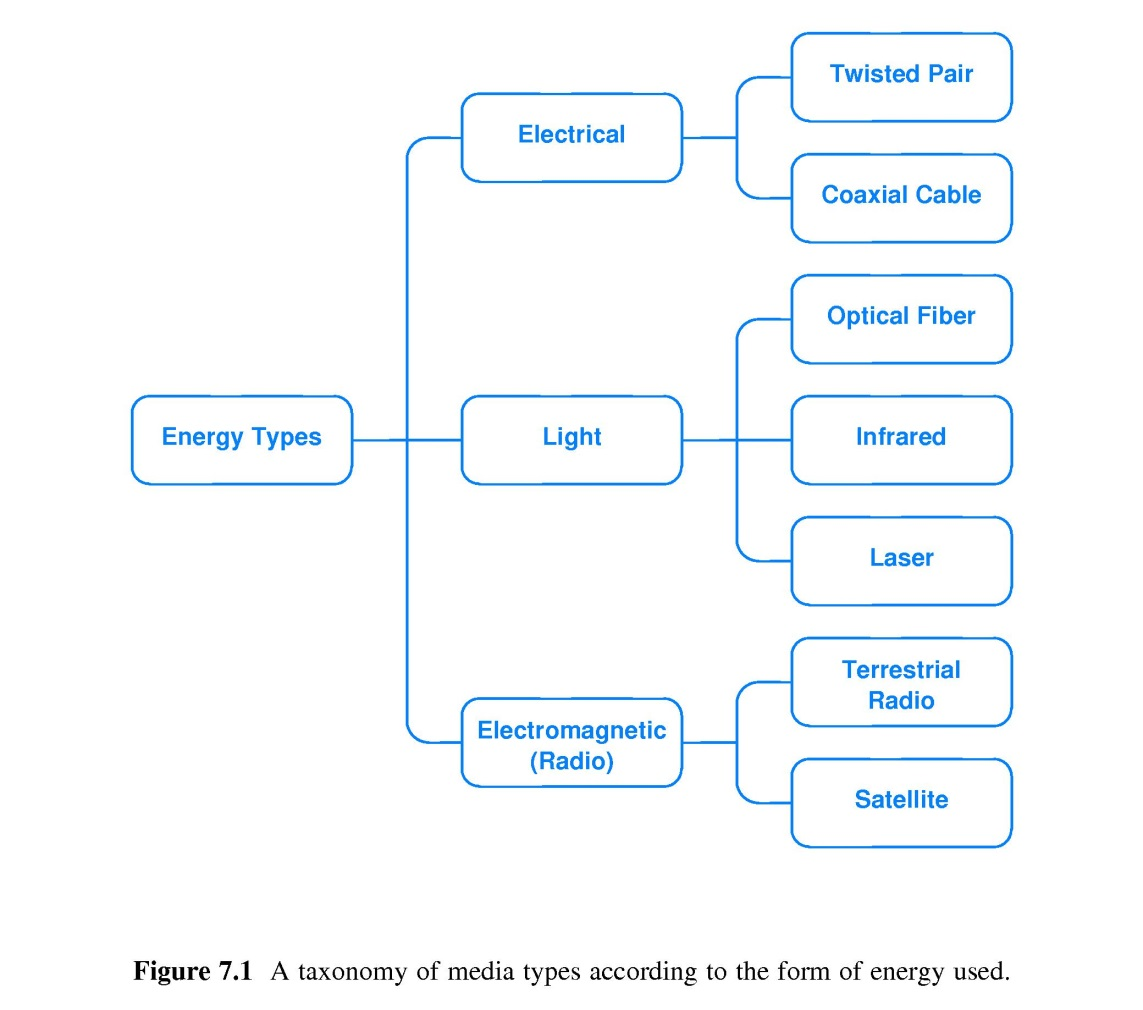 Twisted Pair
Electrical
Coaxial Cable
Optical Fiber
Energy Types
Light
Infrared
Laser
Terrestrial
Radio
Electromagnetic
(Radio)
Satellite
Figure 7.1 A taxonomy of media types according to the form of energy used.